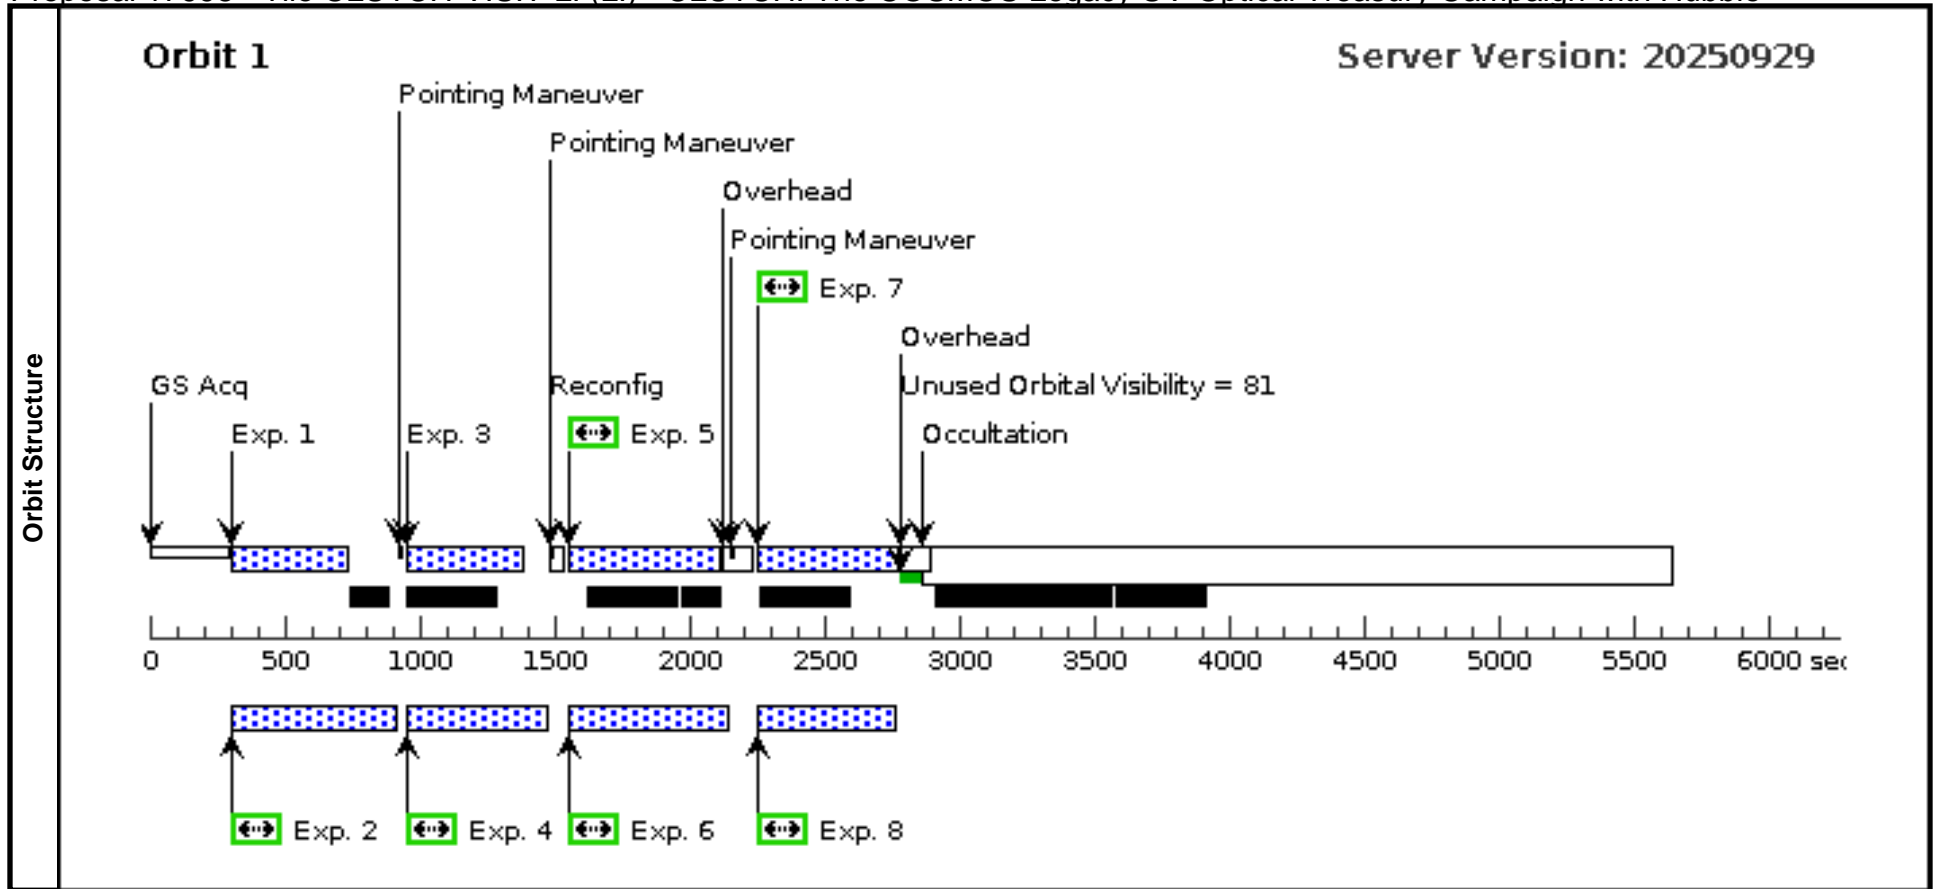 Orbit 1
Server Version: 20250929
Pointing Maneuver
Pointing Maneuver
Overhead
Pointing Maneuver
Exp. 7
Overhead
GS Acq
Reconfig
Unused Orbital Visibility = 81
Exp. 1
Exp. 3
Exp. 5
Occultation
Orbit Structure
0 500 1000 1500 2000 2500 3000 3500 4000 4500 5000 5500 6000 sec
Exp. 2
Exp. 4
Exp. 6
Exp. 8